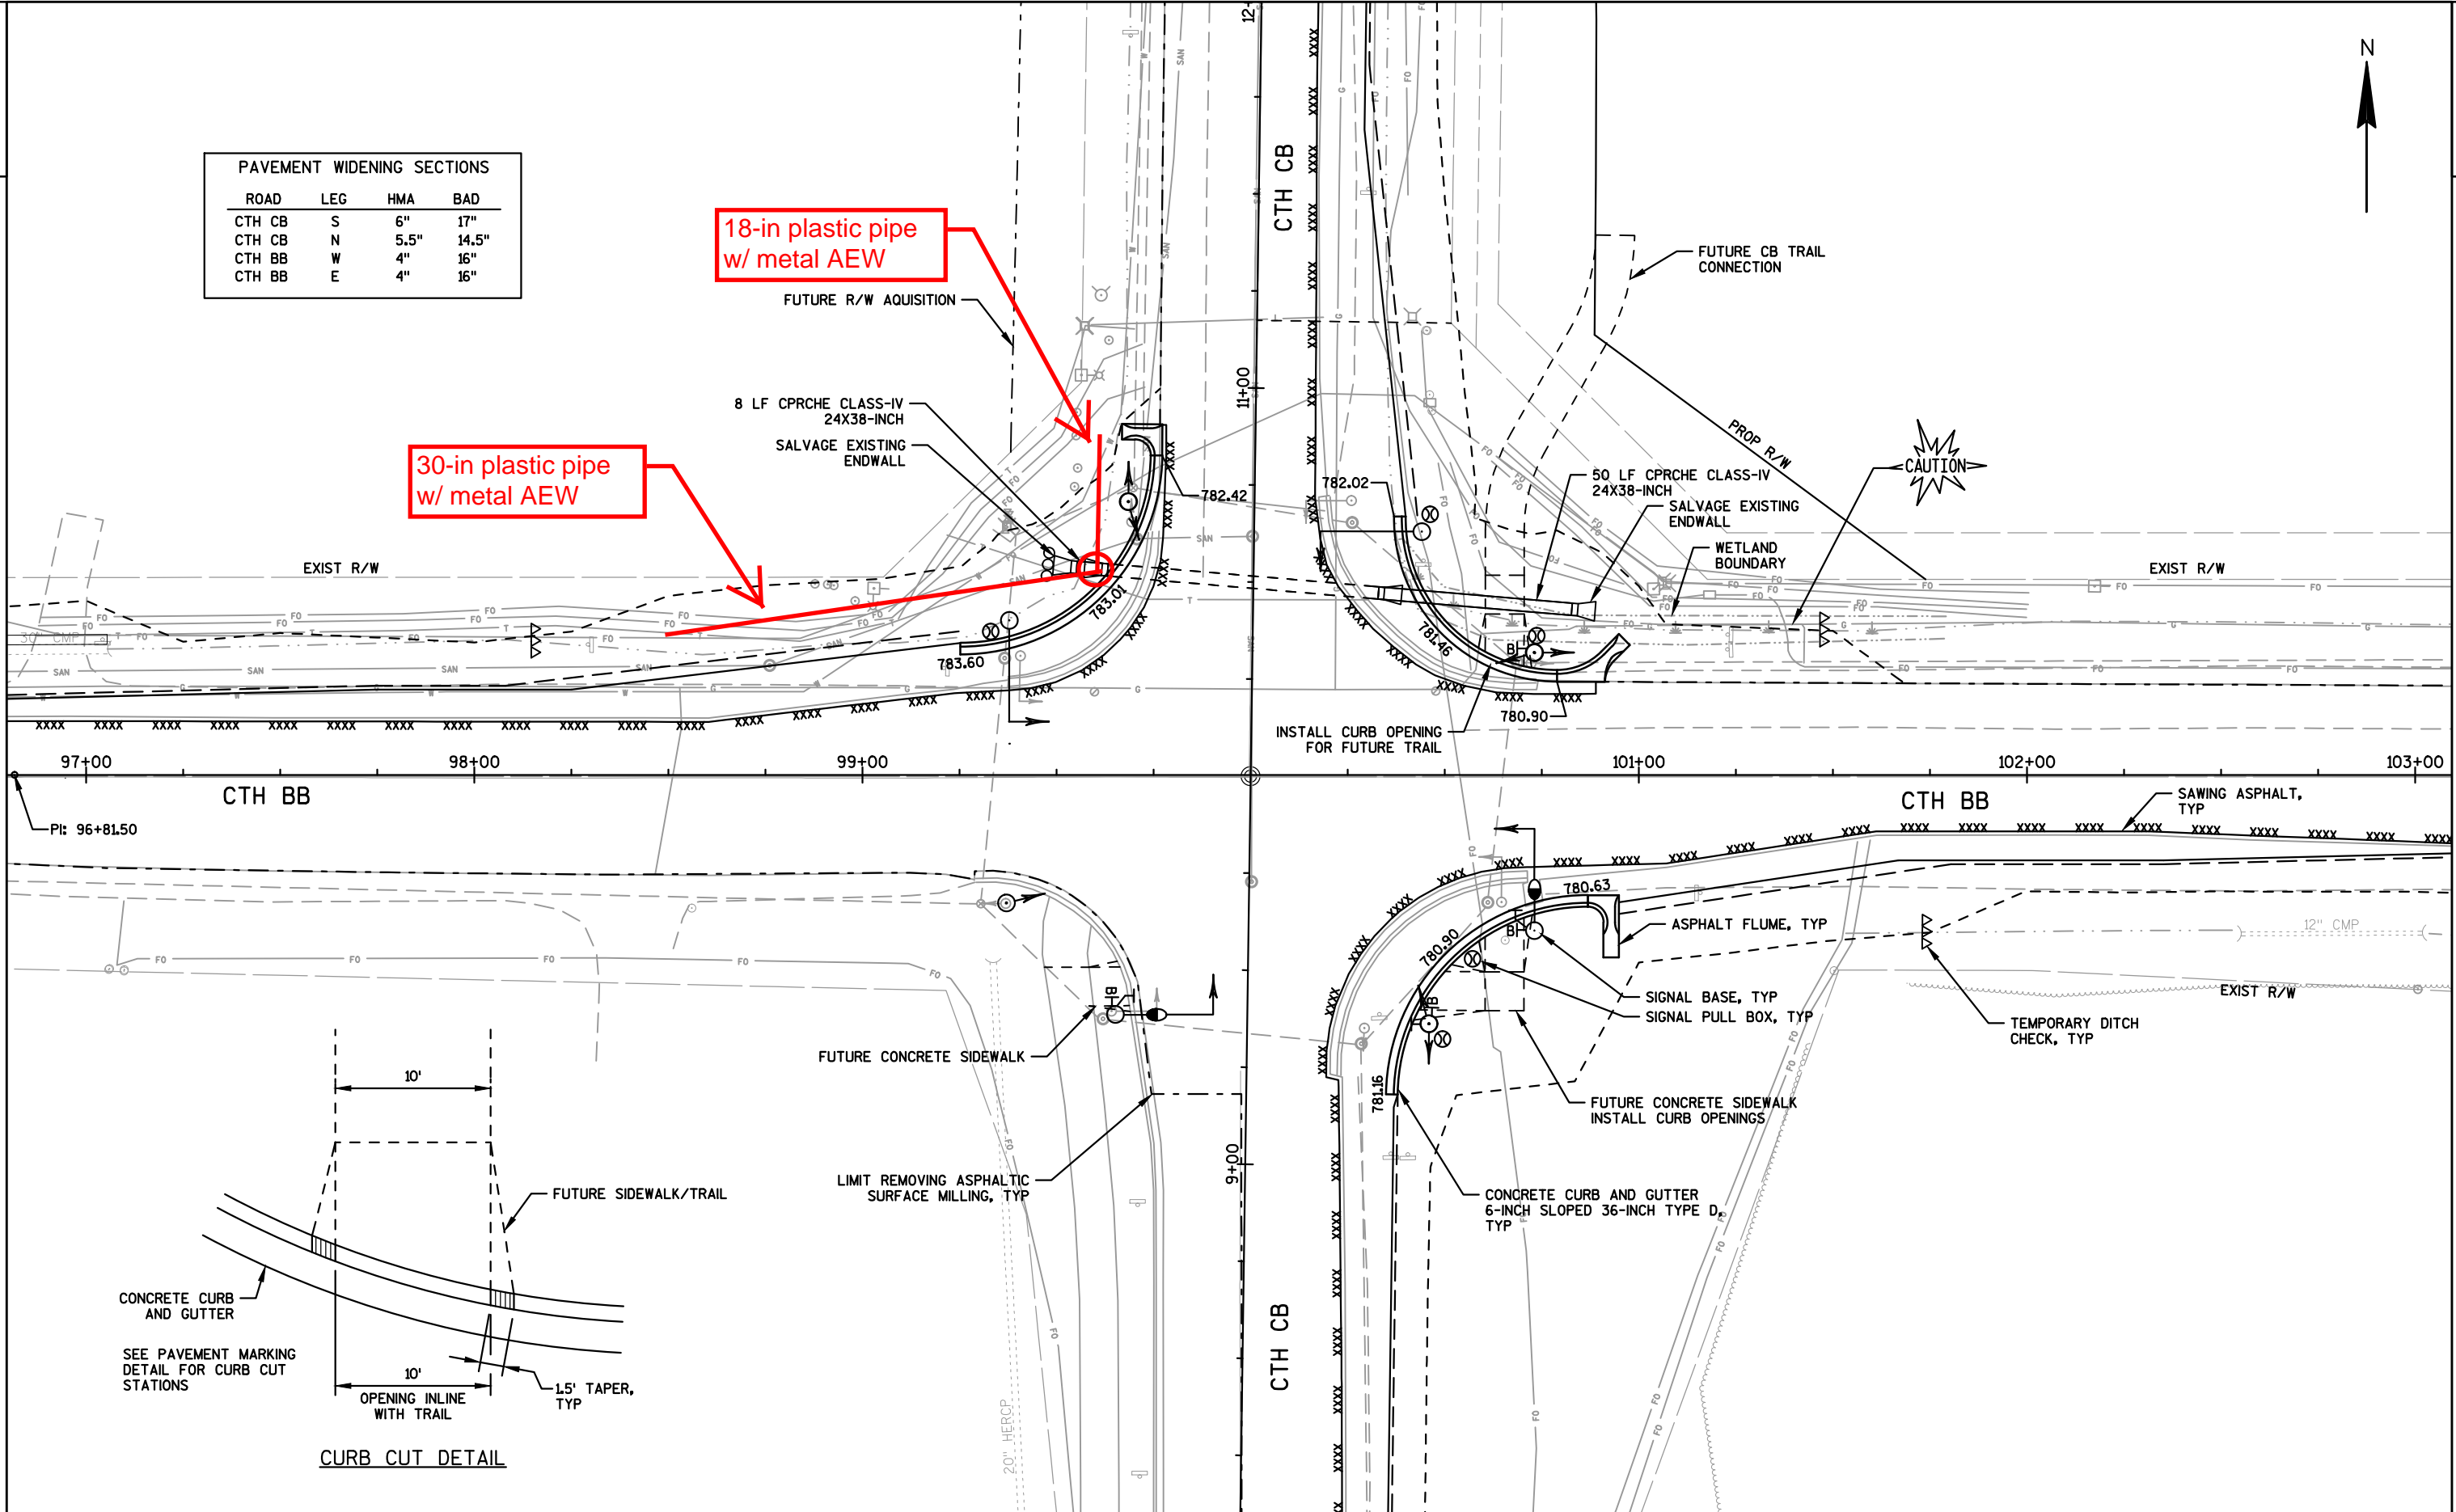 12+
N
PAVEMENT WIDENING SECTIONS
ROAD LEG HMA BAD
CTH CB S 6" 17"
CTH CB N 5.5" 14.5"
CTH BB W 4" 16"
CTH BB E 4" 16"
CTH CB
18-in plastic pipe
w/ metal AEW
FUTURE R/W AQUISITION
FUTURE CB TRAIL
CONNECTION
11+00
8 LF CPRCHE CLASS-IV
24X38-INCH
SALVAGE EXISTING
ENDWALL
30-in plastic pipe
w/ metal AEW
PROP R/W
CAUTION
782.42
782.02
50 LF CPRCHE CLASS-IV
24X38-INCH
SALVAGE EXISTING
ENDWALL
WETLAND
BOUNDARY
EXIST R/W
EXIST R/W
783.01
781.46
783.60
780.90
30" CMP
INSTALL CURB OPENING
FOR FUTURE TRAIL
97+00
98+00
99+00
101+00
102+00
103+00
CTH BB
CTH BB
PI: 96+81.50
SAWING ASPHALT,
TYP
780.63
780.90
ASPHALT FLUME, TYP
12" CMP
SIGNAL BASE, TYP
SIGNAL PULL BOX, TYP
EXIST R/W
TEMPORARY DITCH
CHECK, TYP
FUTURE CONCRETE SIDEWALK
781.16
FUTURE CONCRETE SIDEWALK
INSTALL CURB OPENINGS
9+00
LIMIT REMOVING ASPHALTIC
SURFACE MILLING, TYP
CONCRETE CURB AND GUTTER
6-INCH SLOPED 36-INCH TYPE D,
TYP
10'
FUTURE SIDEWALK/TRAIL
CONCRETE CURB
AND GUTTER
SEE PAVEMENT MARKING
DETAIL FOR CURB CUT
STATIONS
10'
OPENING INLINE
WITH TRAIL
1.5' TAPER,
TYP
CURB CUT DETAIL
20" HERCP
CTH CB